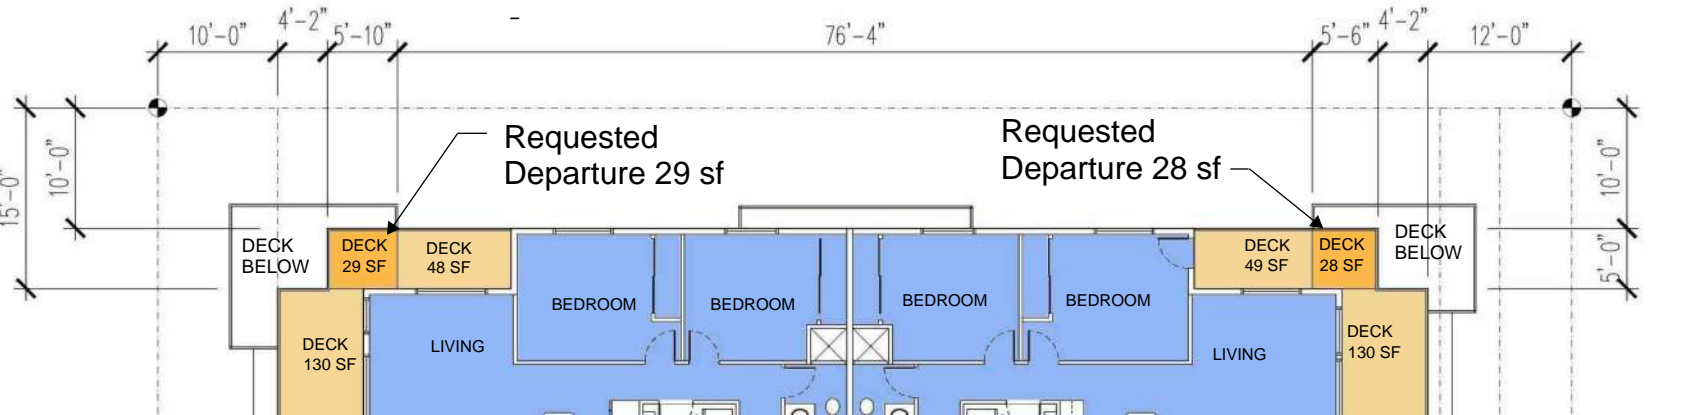 10'-0" 4'-2" 5'-10" 76'-4" 5'-6" 4'-2" 12'-0"
Requested
Departure 29 sf
Requested
Departure 28 sf
15'-0"
10'-0"
10'-0"
5'-0"
DECK
BELOW
DECK
29 SF
DECK
48 SF
DECK
49 SF
DECK
28 SF
DECK
BELOW
BEDROOM
BEDROOM
BEDROOM
BEDROOM
LIVING
LIVING
DECK
130 SF
DECK
130 SF